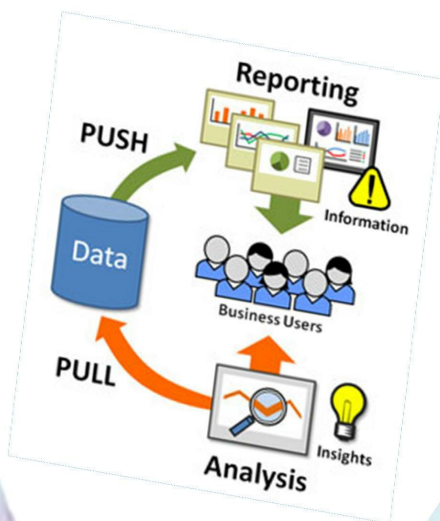 Reporting
PUSH
Information
Data
Business Users
PULL
Insights
Analysis